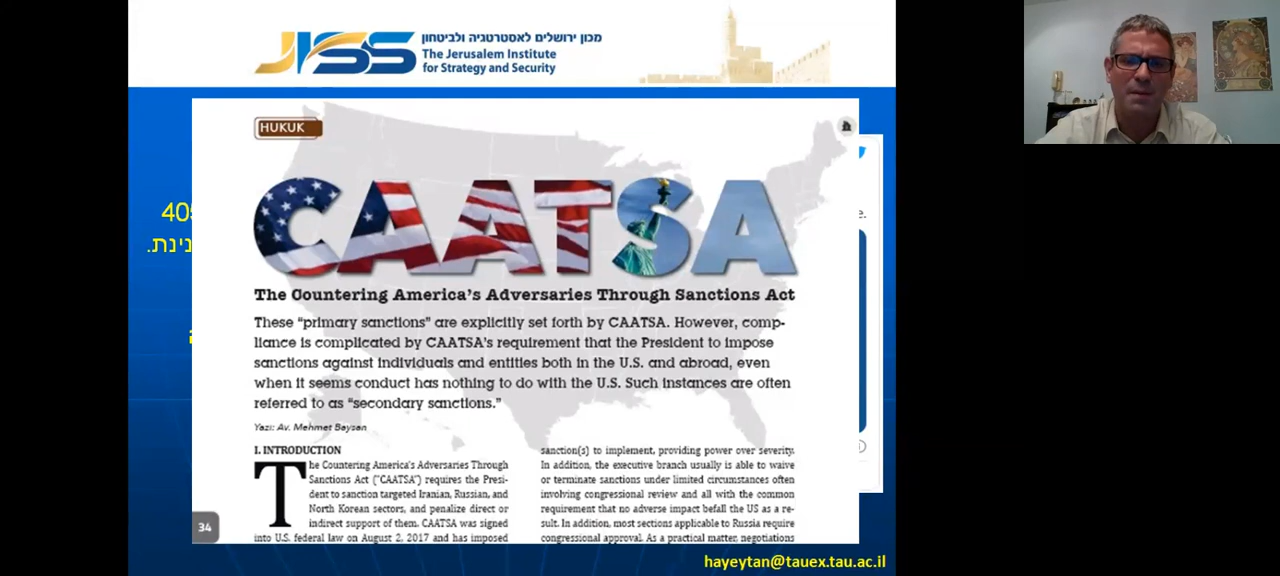 JISS
מכון ירושלים לאסטרטגיה ולביטחון
The Jerusalem Institute
for Strategy and Security
HUKUK
CAATSA
The Countering America's Adversaries Through Sanctions Act
These “primary sanctions” are explicitly set forth by CAATSA. However, comp-
liance is complicated by CAATSA's requirement that the President to impose
sanctions against individuals and entities both in the U.S. and abroad, even
when it seems conduct has nothing to do with the U.S. Such instances are often
referred to as “secondary sanctions.”
Yazı: Av. Mehmet Baysan
I. INTRODUCTION
The Countering America's Adversaries Through
Sanctions Act (“CAATSA”) requires the Presi-
dent to sanction targeted Iranian, Russian, and
North Korean sectors, and penalize direct or
indirect support of them. CAATSA was signed
into U.S. federal law on August 2, 2017 and has imposed
sanction(s) to implement, providing power over severity.
In addition, the executive branch usually is able to waive
or terminate sanctions under limited circumstances often
involving congressional review and all with the common
requirement that no adverse impact befall the US as a re-
sult. In addition, most sections applicable to Russia require
congressional approval. As a practical matter, negotiations
34
hayeytan@tauex.tau.ac.il